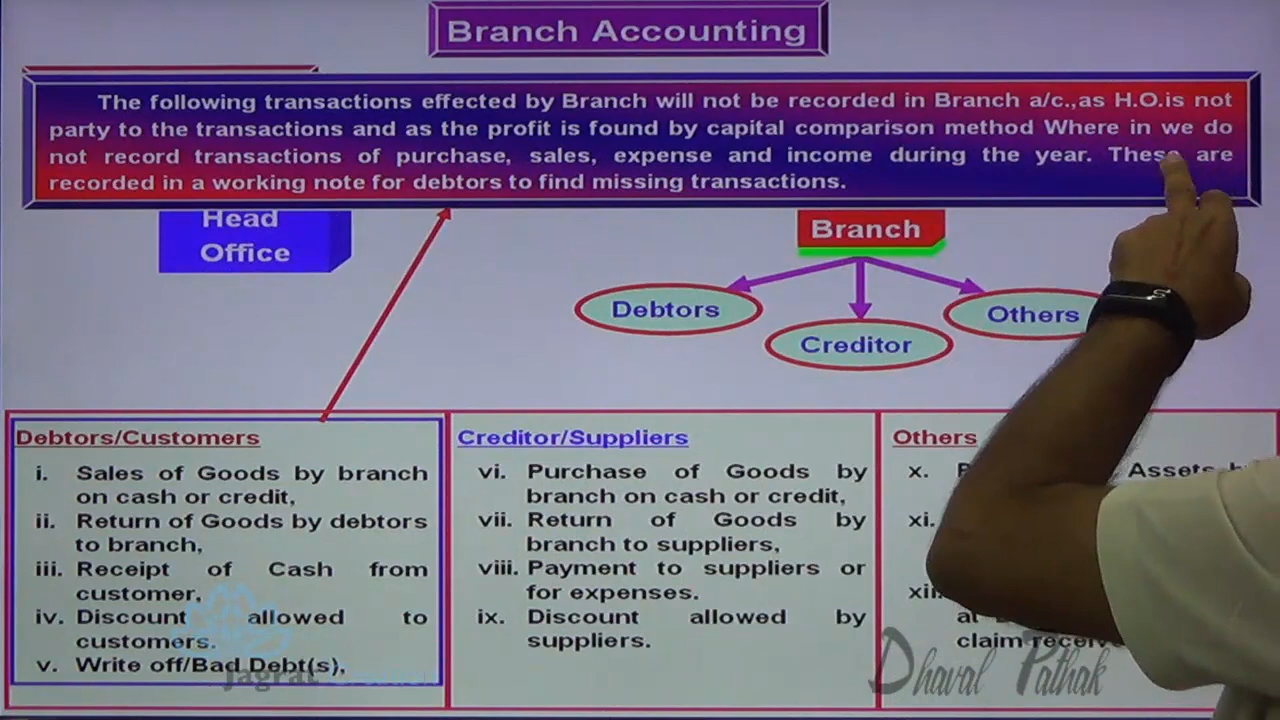 Branch Accounting
The following transactions effected by Branch will not be recorded in Branch a/c.,as H.O.is not
party to the transactions and as the profit is found by capital comparison method Where in we do
not record transactions of purchase, sales, expense and income during the year. These are
recorded in a working note for debtors to find missing transactions.
Head
Office
Branch
Debtors
Creditor
Others
Debtors/Customers
i. Sales of Goods by branch
on cash or credit,
ii. Return of Goods by debtors
to branch,
iii. Receipt of Cash from
customer,
iv. Discount allowed to
customers.
v. Write off/Bad Debt(s),
Creditor/Suppliers
vi. Purchase of Goods by
branch on cash or credit,
vii. Return of Goods by
branch to suppliers,
viii. Payment to suppliers or
for expenses.
ix. Discount allowed by
suppliers.
Others
x. Assets
xi.
xii.
at
claim
Jagrat
Dhaval Pathak